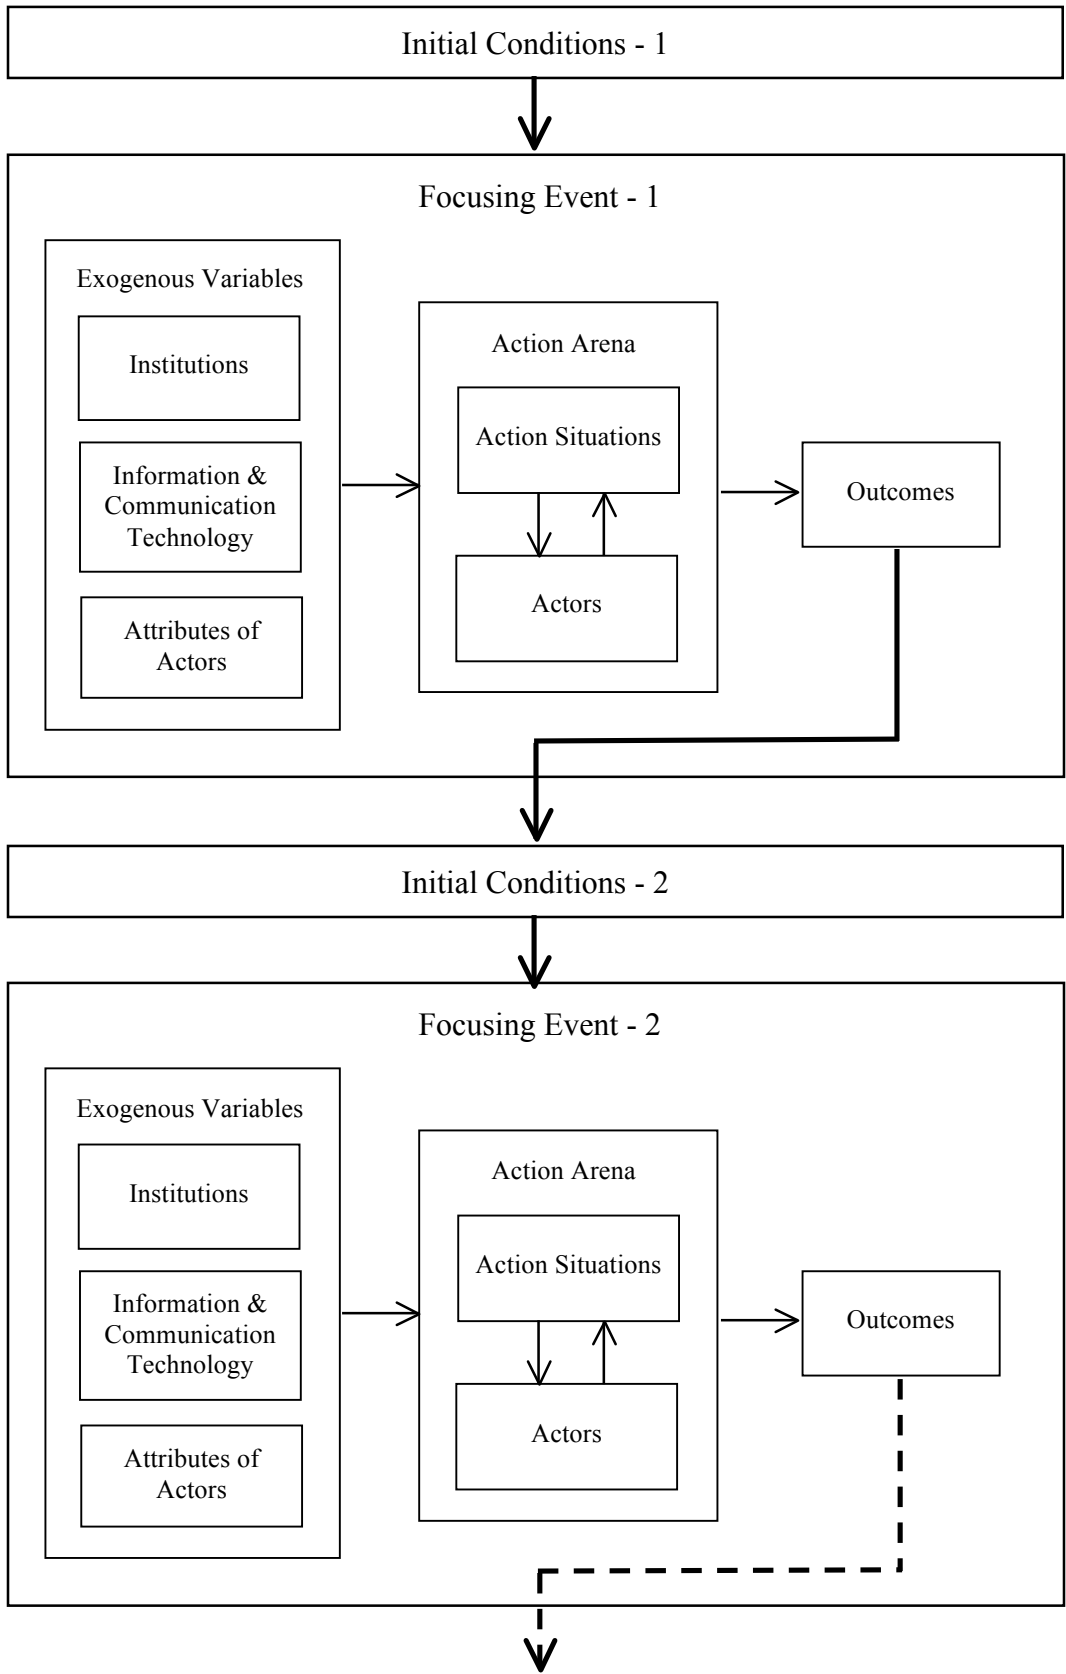 Initial Conditions - 1
Focusing Event - 1
Exogenous Variables
Institutions
Information &
Communication
Technology
Attributes of
Actors
Action Arena
Action Situations
Actors
Outcomes
Initial Conditions - 2
Focusing Event - 2
Exogenous Variables
Institutions
Information &
Communication
Technology
Attributes of
Actors
Action Arena
Action Situations
Actors
Outcomes